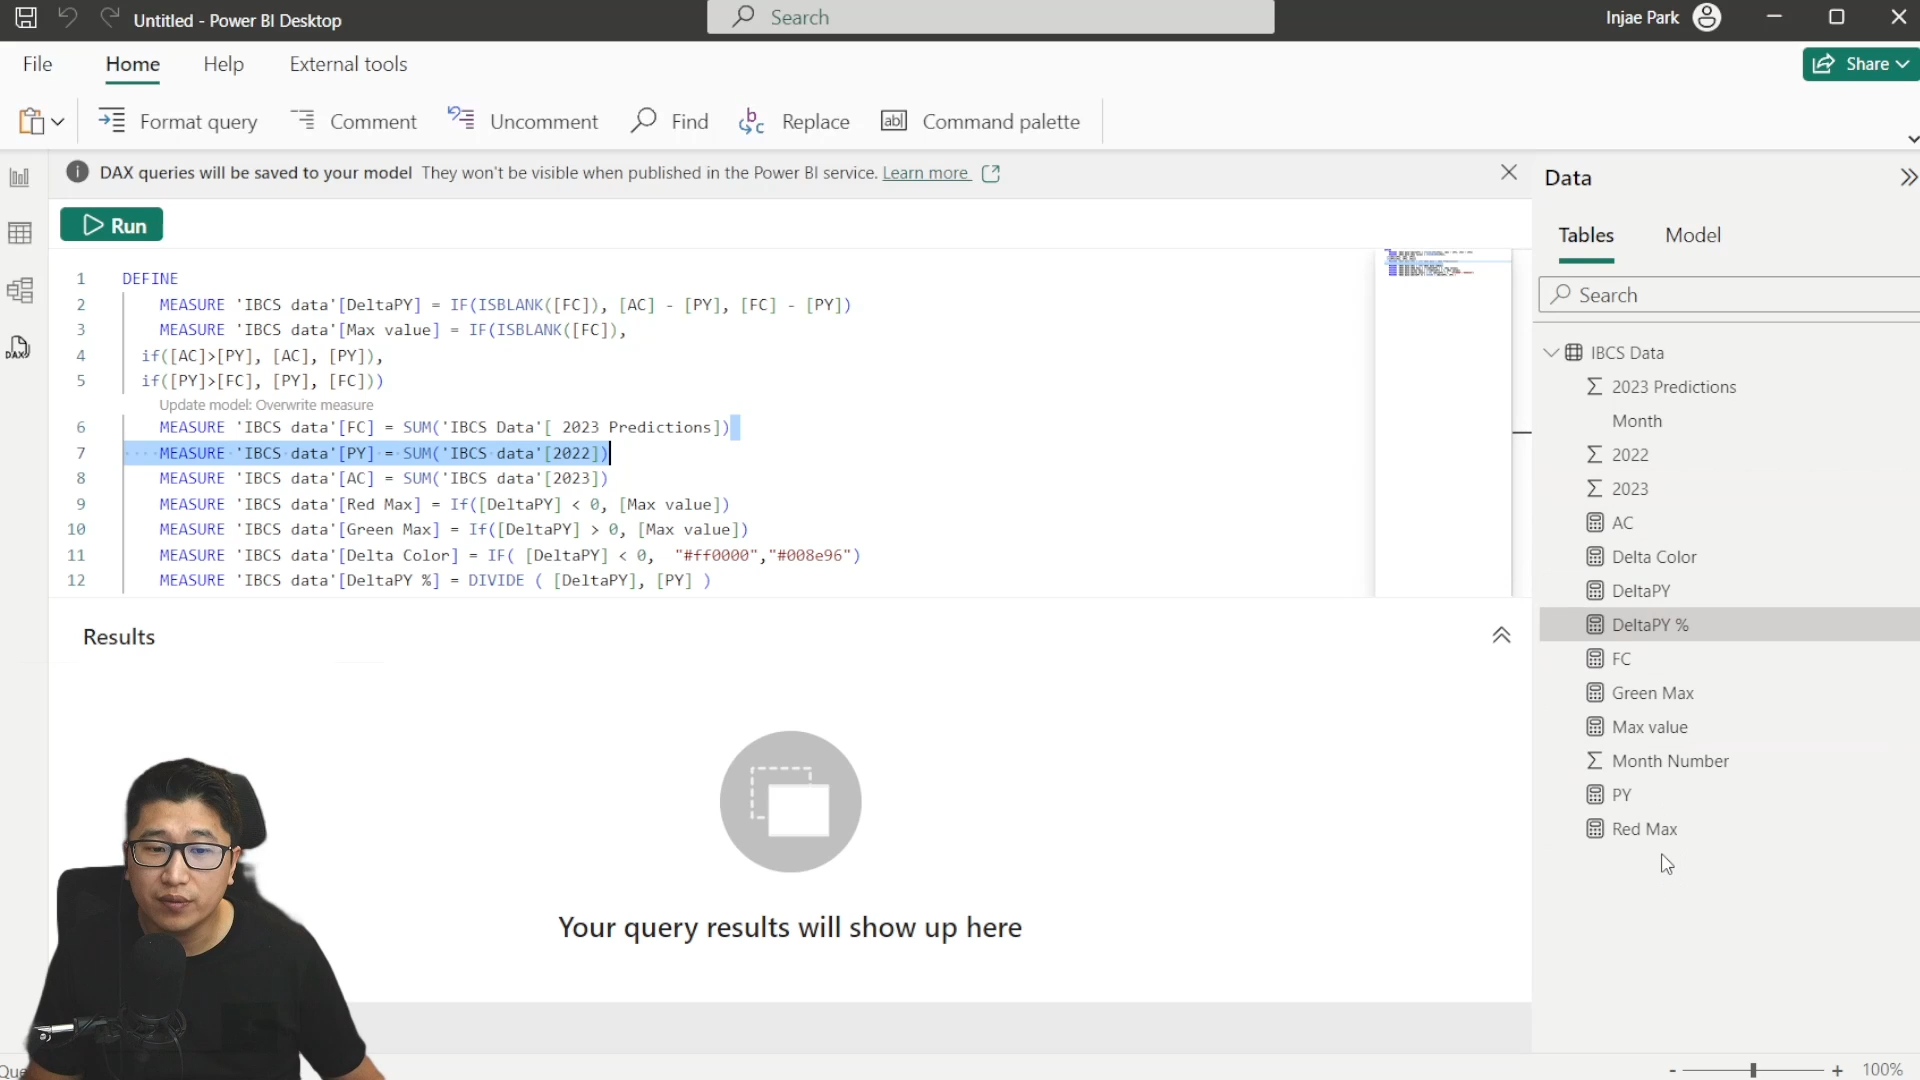 Untitled - Power BI Desktop
Search
Injae Park
File
Home
Help
External tools
Share
Format query
Comment
Uncomment
Find
Replace
Command palette
DAX queries will be saved to your model They won't be visible when published in the Power BI service. Learn more
Run
1 DEFINE
2 MEASURE 'IBCS data'[DeltaPY] = IF(ISBLANK([FC]), [AC] - [PY], [FC] - [PY])
3 MEASURE 'IBCS data'[Max value] = IF(ISBLANK([FC]),
4 if([AC]>[PY], [AC], [PY]),
5 if([PY]>[FC], [PY], [FC]))
Update model: Overwrite measure
6 MEASURE 'IBCS data'[FC] = SUM('IBCS Data'[ 2023 Predictions])
7 MEASURE 'IBCS data'[PY] = SUM('IBCS data'[2022])
8 MEASURE 'IBCS data'[AC] = SUM('IBCS data'[2023])
9 MEASURE 'IBCS data'[Red Max] = If([DeltaPY] < 0, [Max value])
10 MEASURE 'IBCS data'[Green Max] = If([DeltaPY] > 0, [Max value])
11 MEASURE 'IBCS data'[Delta Color] = IF( [DeltaPY] < 0, "#ff0000","#008e96")
12 MEASURE 'IBCS data'[DeltaPY %] = DIVIDE ( [DeltaPY], [PY] )
Results
Your query results will show up here
Data
Tables
Model
Search
IBCS Data
2023 Predictions
Month
2022
2023
AC
Delta Color
DeltaPY
DeltaPY %
FC
Green Max
Max value
Month Number
PY
Red Max
100%